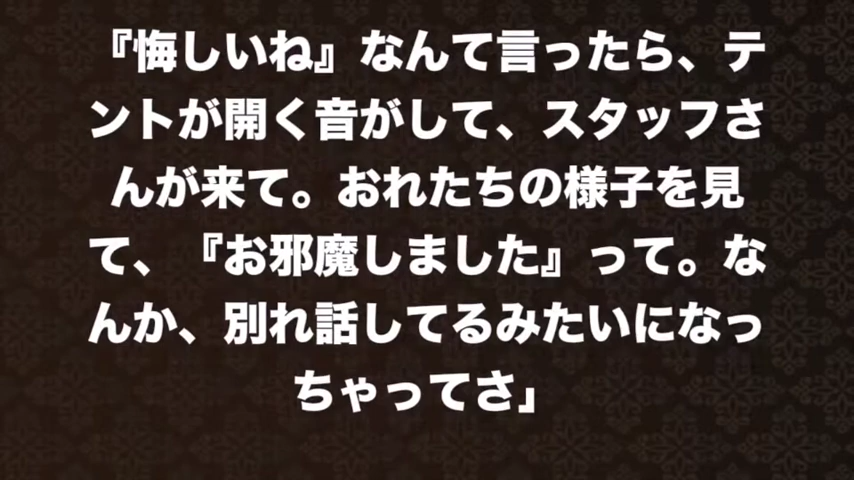 『悔しいね』なんて言ったら、テ
ントが開く音がして、スタッフさ
んが来て。おれたちの様子を見
て、『お邪魔しました』って。な
んか、別れ話してるみたいになっ
ちゃってさ」